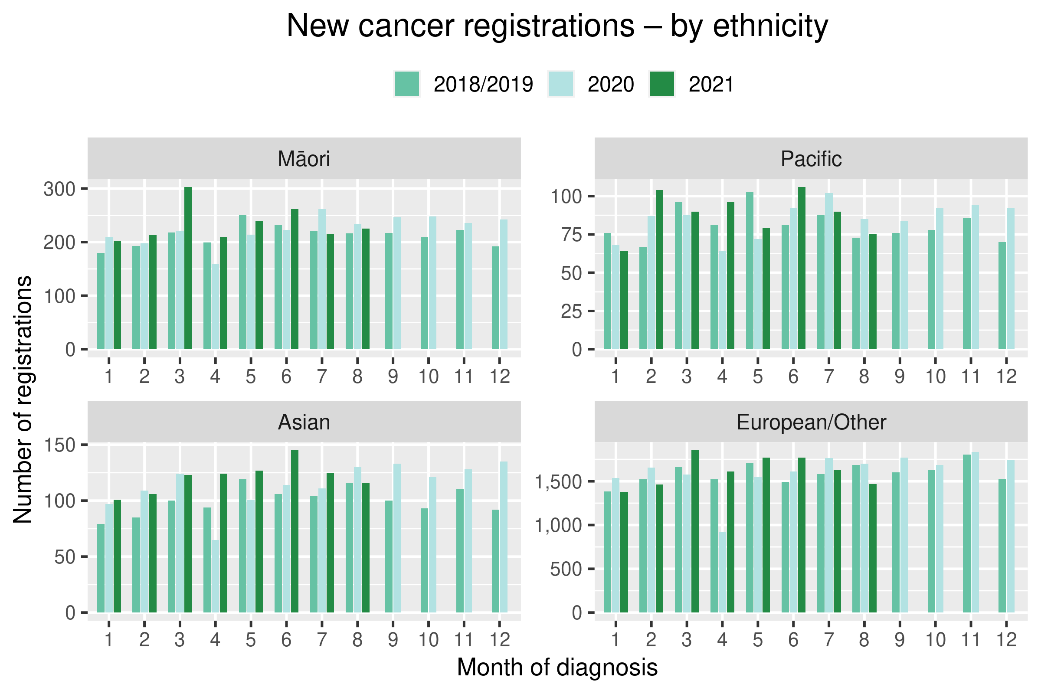 New cancer registrations – by ethnicity
2018/2019 2020 2021
Māori
Pacific
300
200
100
0
1 2 3 4 5 6 7 8 9 10 11 12
100
75
50
25
0
1 2 3 4 5 6 7 8 9 10 11 12
Asian
European/Other
150
100
50
0
1 2 3 4 5 6 7 8 9 10 11 12
1,500
1,000
500
0
1 2 3 4 5 6 7 8 9 10 11 12
Number of registrations
Month of diagnosis